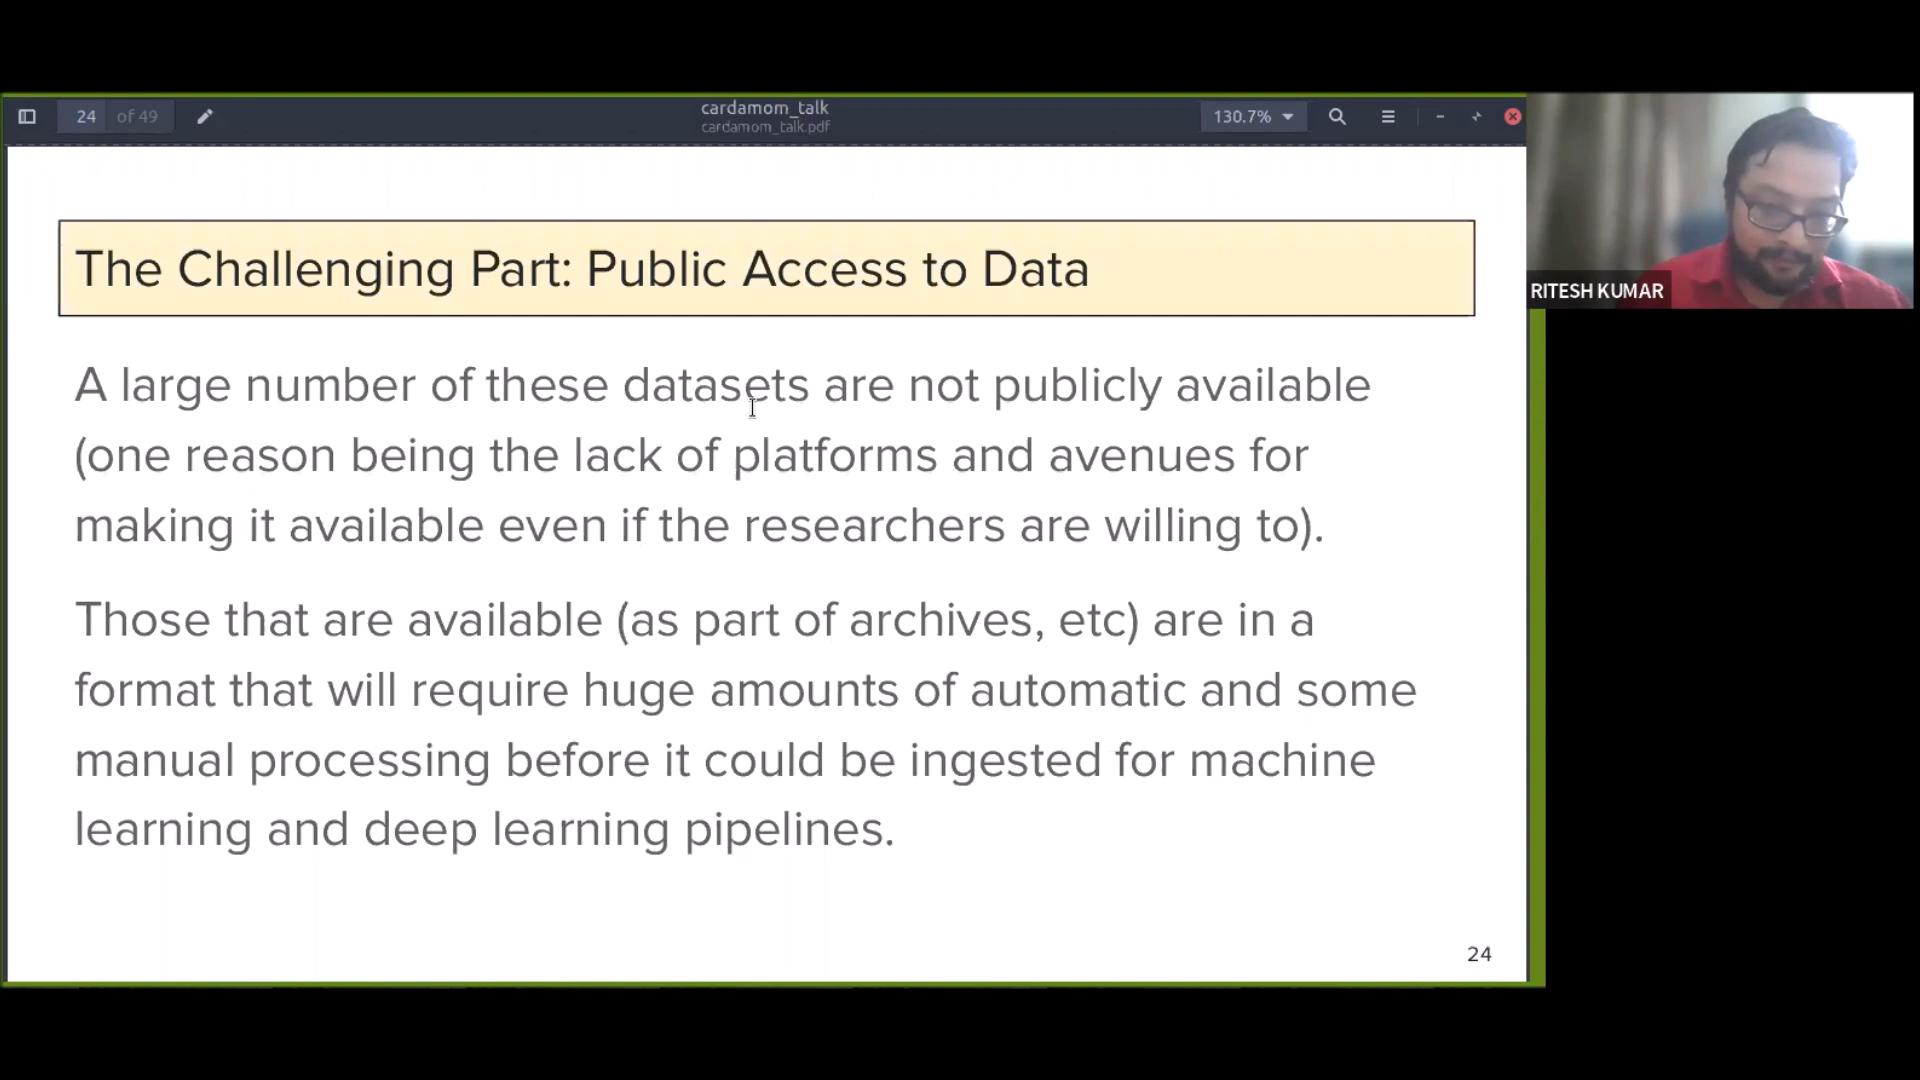 24 of 49
cardamom_talk
cardamom_talk.pdf
130.7%
The Challenging Part: Public Access to Data
A large number of these datasets are not publicly available
(one reason being the lack of platforms and avenues for
making it available even if the researchers are willing to).
Those that are available (as part of archives, etc) are in a
format that will require huge amounts of automatic and some
manual processing before it could be ingested for machine
learning and deep learning pipelines.
24
RITESH KUMAR